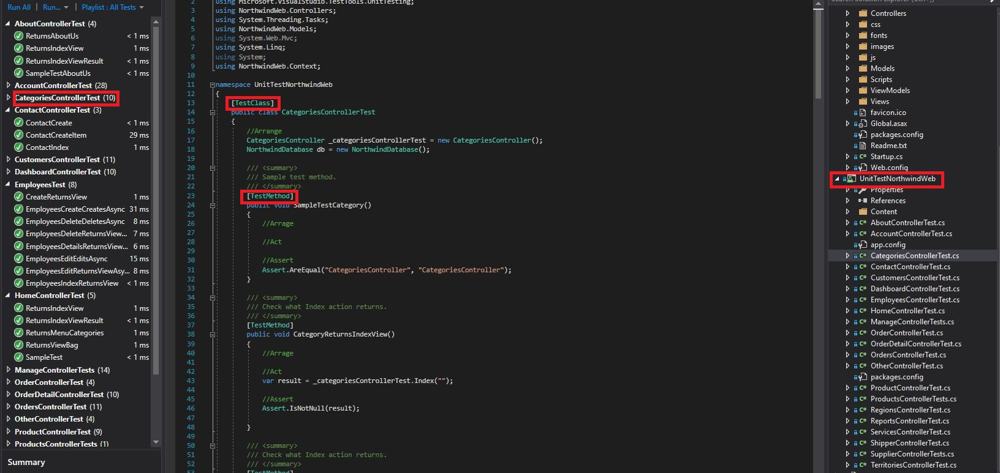 Run All | Run... Playlist : All Tests
AboutControllerTest (4)
ReturnsAboutUs < 1 ms
ReturnsIndexView 1 ms
ReturnsIndexViewResult < 1 ms
SampleTestAboutUs < 1 ms
AccountControllerTest (28)
CategoriesControllerTest (10)
ContactControllerTest (3)
ContactCreate < 1 ms
ContactCreateItem 29 ms
ContactIndex 1 ms
CustomersControllerTest (11)
DashboardControllerTest (10)
EmployeesTest (8)
CreateReturnsView 1 ms
EmployeesCreateCreatesAsync 31 ms
EmployeesDeleteDeletesAsync 8 ms
EmployeesDeleteReturnsView... 7 ms
EmployeesDetailsReturnsView... 6 ms
EmployeesEditEditsAsync 15 ms
EmployeesEditReturnsViewAsy... 8 ms
EmployeesIndexReturnsView < 1 ms
HomeControllerTest (5)
ReturnsIndexView 1 ms
ReturnsIndexViewResult < 1 ms
ReturnsMenuCategories 1 ms
ReturnsViewBag 1 ms
SampleTest < 1 ms
ManageControllerTests (14)
OrderControllerTest (4)
OrderDetailControllerTest (10)
OrdersControllerTest (11)
OtherControllerTest (4)
ProductControllerTest (9)
ProductsControllerTests (1)
Summary
2 using Microsoft.VisualStudio.TestTools.UnitTesting;
3 using NorthwindWeb.Controllers;
4 using System.Threading.Tasks;
5 using NorthwindWeb.Models;
6 using System.Web.Mvc;
7 using System.Linq;
8 using System;
9 using NorthwindWeb.Context;
10
11 namespace UnitTestNorthwindWeb
12 {
13 [TestClass]
14 public class CategoriesControllerTest
15 {
16 //Arrange
17 CategoriesController _categoriesControllerTest = new CategoriesController();
18 NorthwindDatabase db = new NorthwindDatabase();
19
20 /// <summary>
21 /// Sample test method.
22 /// </summary>
23 [TestMethod]
24 public void SampleTestCategory()
25 {
26 //Arrage
27
28 //Act
29
30 //Assert
31 Assert.AreEqual("CategoriesController", "CategoriesController");
32 }
33
34 /// <summary>
35 /// Check what Index action returns.
36 /// </summary>
37 [TestMethod]
38 public void CategoryReturnsIndexView()
39 {
40 //Arrage
41
42 //Act
43 var result = _categoriesControllerTest.Index("");
44
45 //Assert
46 Assert.IsNotNull(result);
47
48 }
49
50 /// <summary>
51 /// Check what Index action returns.
52 /// </summary>
53 [TestMethod]
Search Solution Explorer (Ctrl+;)
Controllers
css
fonts
images
js
Models
Scripts
ViewModels
Views
favicon.ico
Global.asax
packages.config
Readme.txt
C# Startup.cs
Web.config
UnitTestNorthwindWeb
Properties
References
Content
C# AboutControllerTest.cs
C# AccountControllerTest.cs
app.config
C# CategoriesControllerTest.cs
C# ContactControllerTest.cs
C# CustomersControllerTest.cs
C# DashboardControllerTest.cs
C# EmployeesControllerTest.cs
C# HomeControllerTest.cs
C# ManageControllerTests.cs
C# OrderControllerTest.cs
C# OrderDetailControllerTest.cs
C# OrdersControllerTest.cs
C# OtherControllerTest.cs
packages.config
C# ProductControllerTest.cs
C# ProductsControllerTests.cs
C# RegionsControllerTest.cs
C# ReportsControllerTest.cs
C# ServicesControllerTest.cs
C# ShipperControllerTest.cs
C# SupplierControllerTests.cs
C# TerritoriesControllerTest.cs